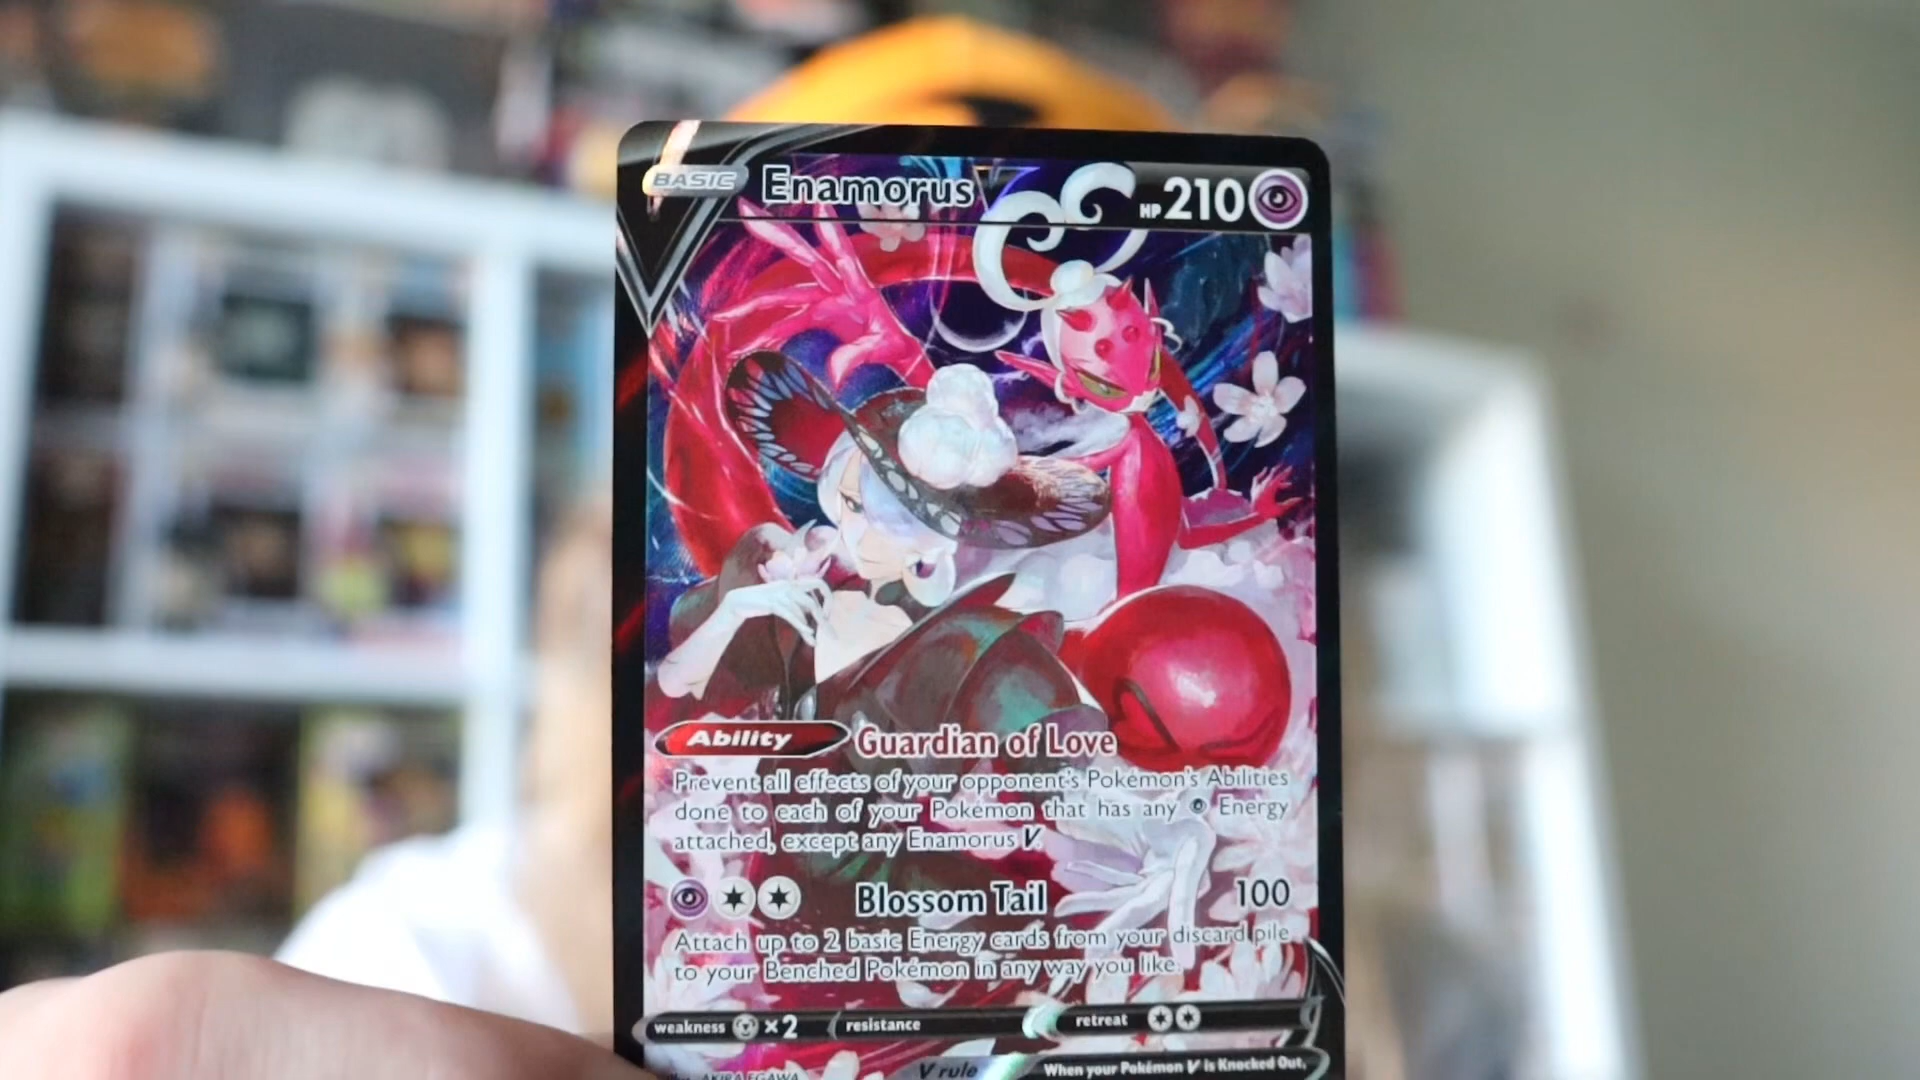 BASIC Enamorus V HP 210
Ability Guardian of Love
Prevent all effects of your opponent's Pokémon's Abilities
done to each of your Pokémon that has any Energy
attached, except any Enamorus V.
Blossom Tail 100
Attach up to 2 basic Energy cards from your discard pile
to your Benched Pokémon in any way you like.
weakness ×2 resistance retreat
V rule When your Pokémon V is Knocked Out,
Illus. AKIRA EGAWA